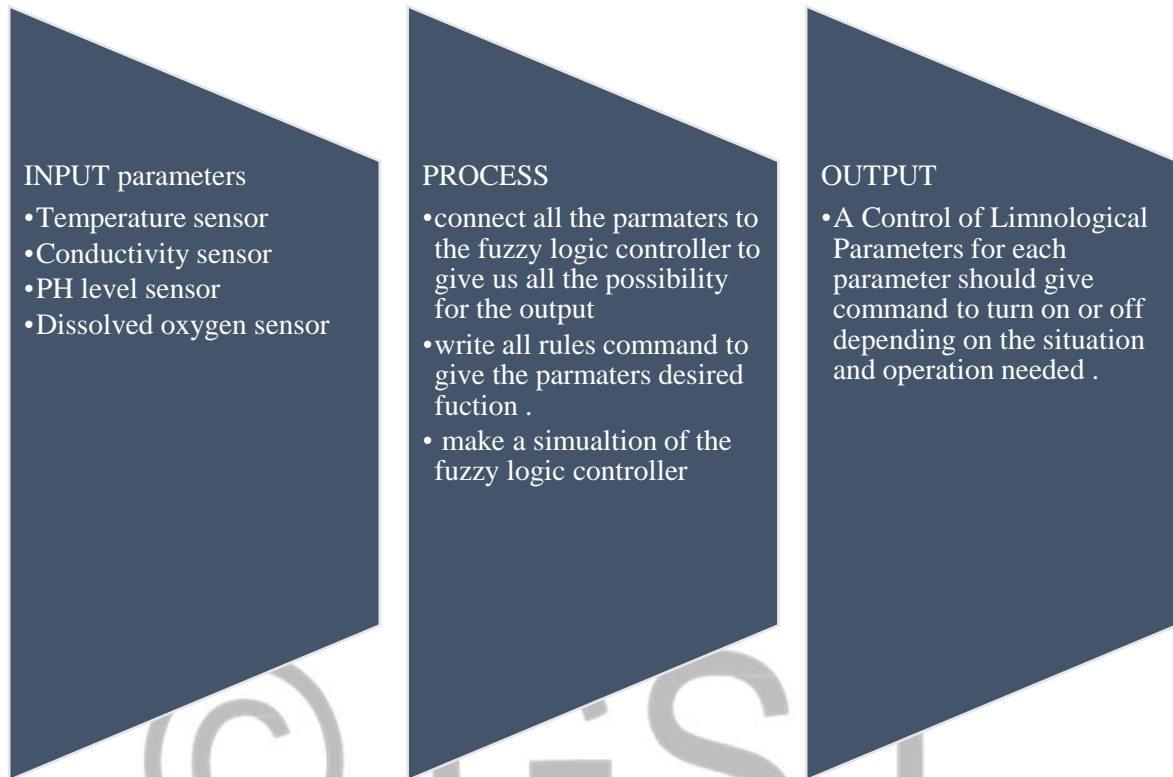 INPUT parameters
•Temperature sensor
•Conductivity sensor
•PH level sensor
•Dissolved oxygen sensor
PROCESS
•connect all the parmaters to
the fuzzy logic controller to
give us all the possibility
for the output
•write all rules command to
give the parmaters desired
fuction .
• make a simualtion of the
fuzzy logic controller
OUTPUT
•A Control of Limnological
Parameters for each
parameter should give
command to turn on or off
depending on the situation
and operation needed .